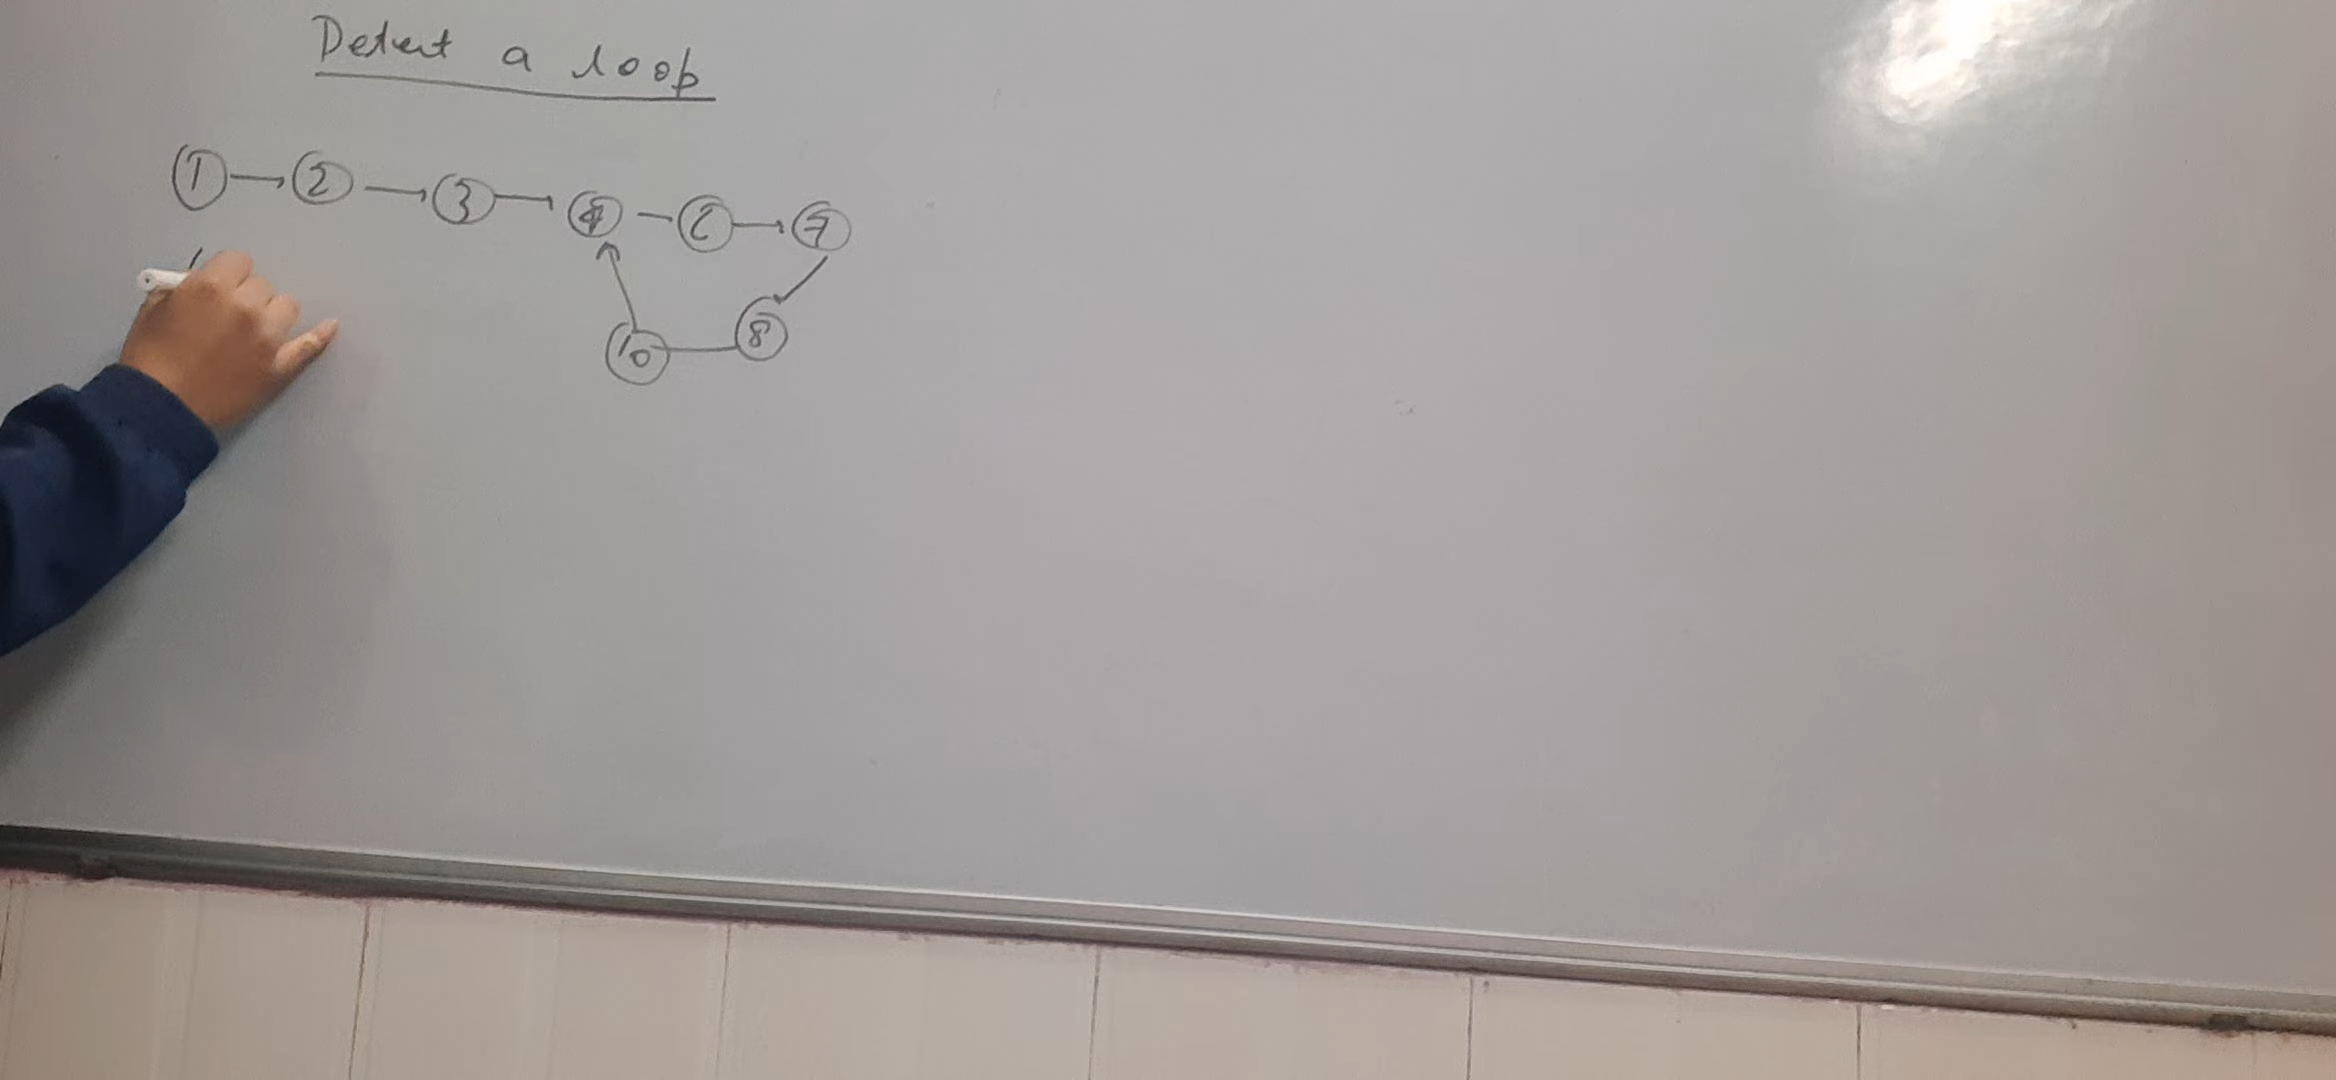 Detect a loop
1 → 2 → 3 → 4 – 6 → 7
10 — 8